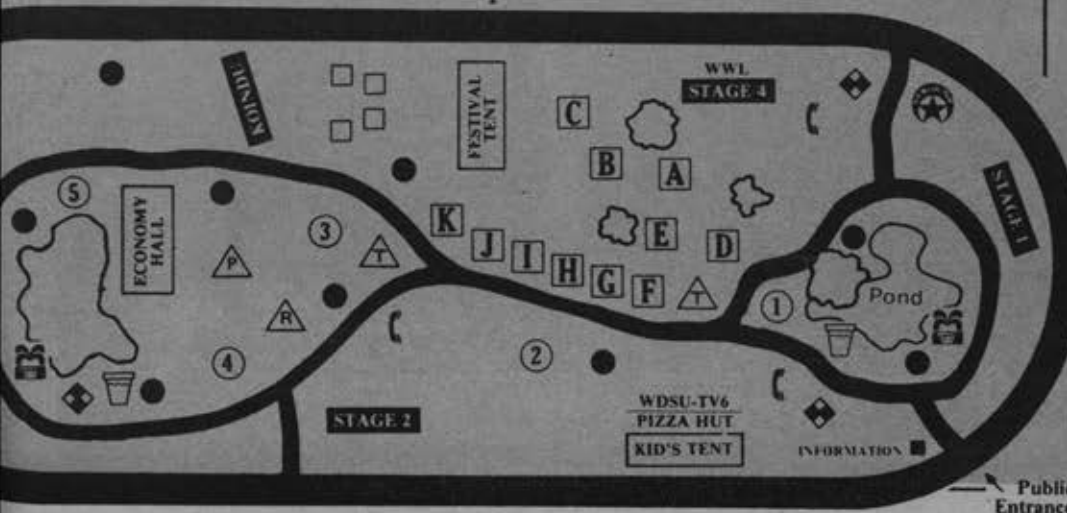 WWL
STAGE 4
KOINDU
FESTIVAL
TENT
C
B
A
STAGE 1
5
ECONOMY
HALL
3
K
J
I
H
G
F
E
D
P
T
T
R
1
Pond
4
2
STAGE 2
WDSU-TV6
PIZZA HUT
KID'S TENT
INFORMATION
Public
Entrance